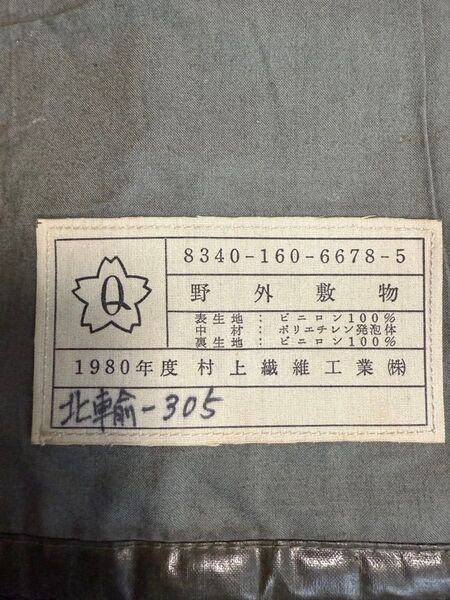 Q
8340-160-6678-5
野外敷物
表生地：ビニロン100%
中材：ポリエチレン発泡体
裏生地：ビニロン100%
1980年度 村上繊維工業㈱
北車輸-305